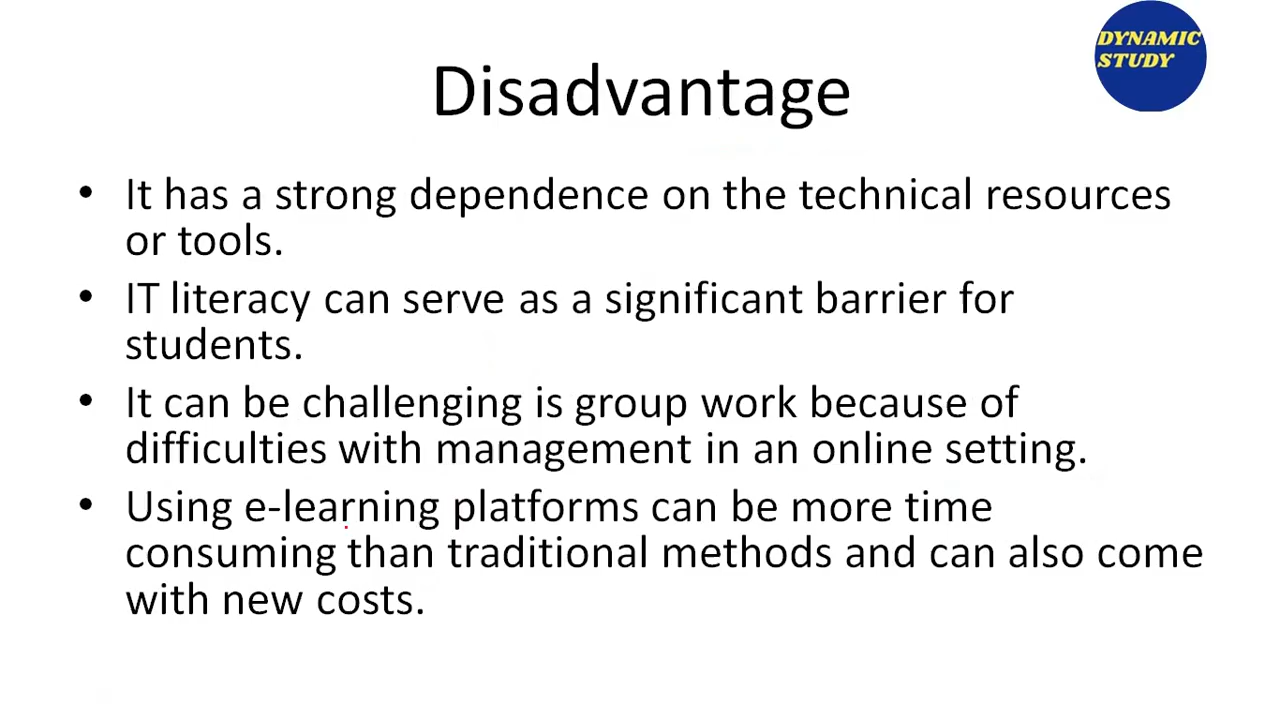 DYNAMIC
STUDY
Disadvantage
• It has a strong dependence on the technical resources
or tools.
• IT literacy can serve as a significant barrier for
students.
• It can be challenging is group work because of
difficulties with management in an online setting.
• Using e-learning platforms can be more time
consuming than traditional methods and can also come
with new costs.